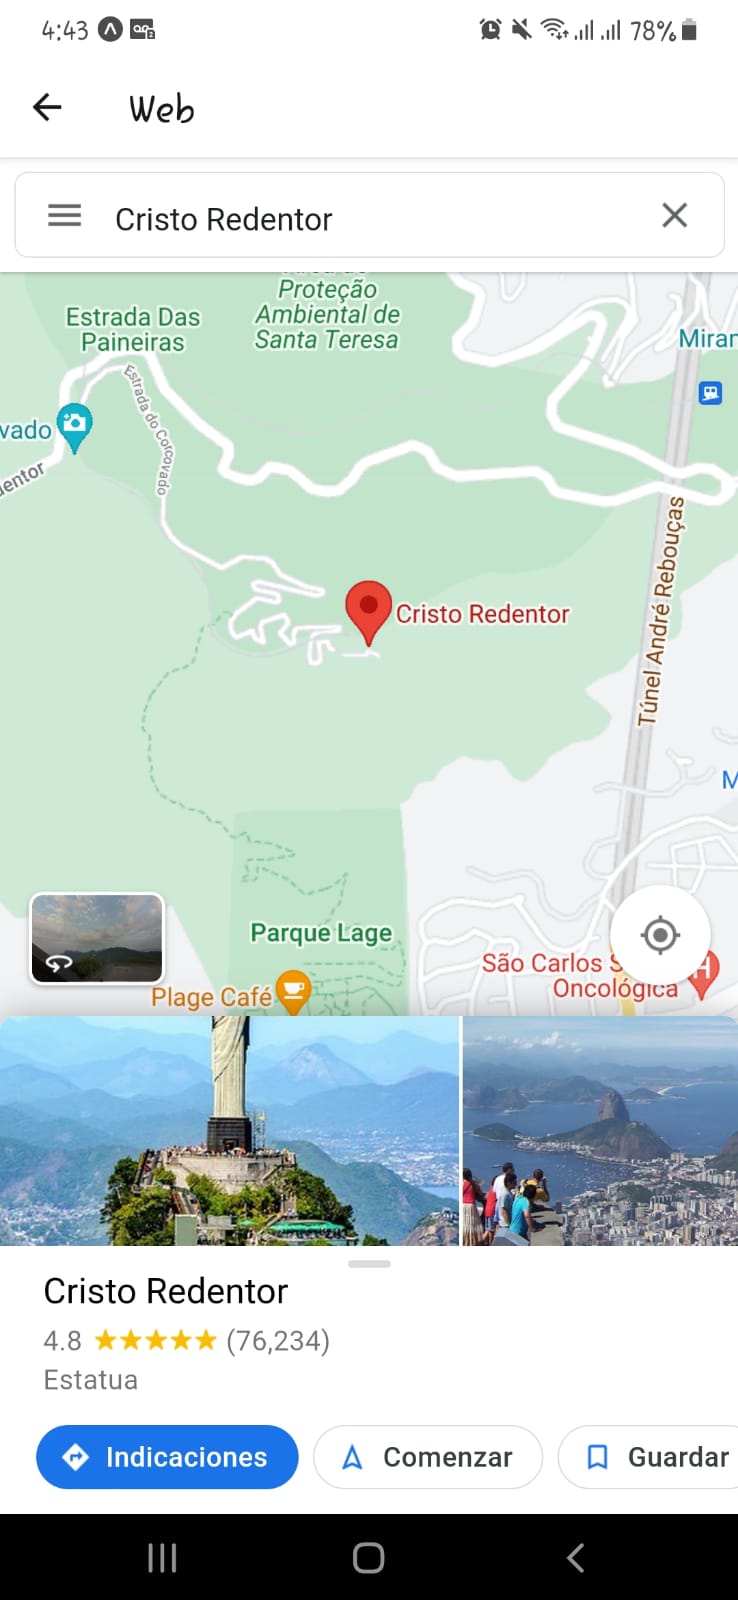 4:43
78%
Web
Cristo Redentor
Proteção
Ambiental de
Santa Teresa
Estrada Das
Paineiras
Miran
Estrada do Corcovado
vado
dentor
Túnel André Rebouças
Cristo Redentor
M
Parque Lage
São Carlos S
Oncológica
H
Plage Café
Cristo Redentor
4.8 (76,234)
Estatua
Indicaciones
Comenzar
Guardar